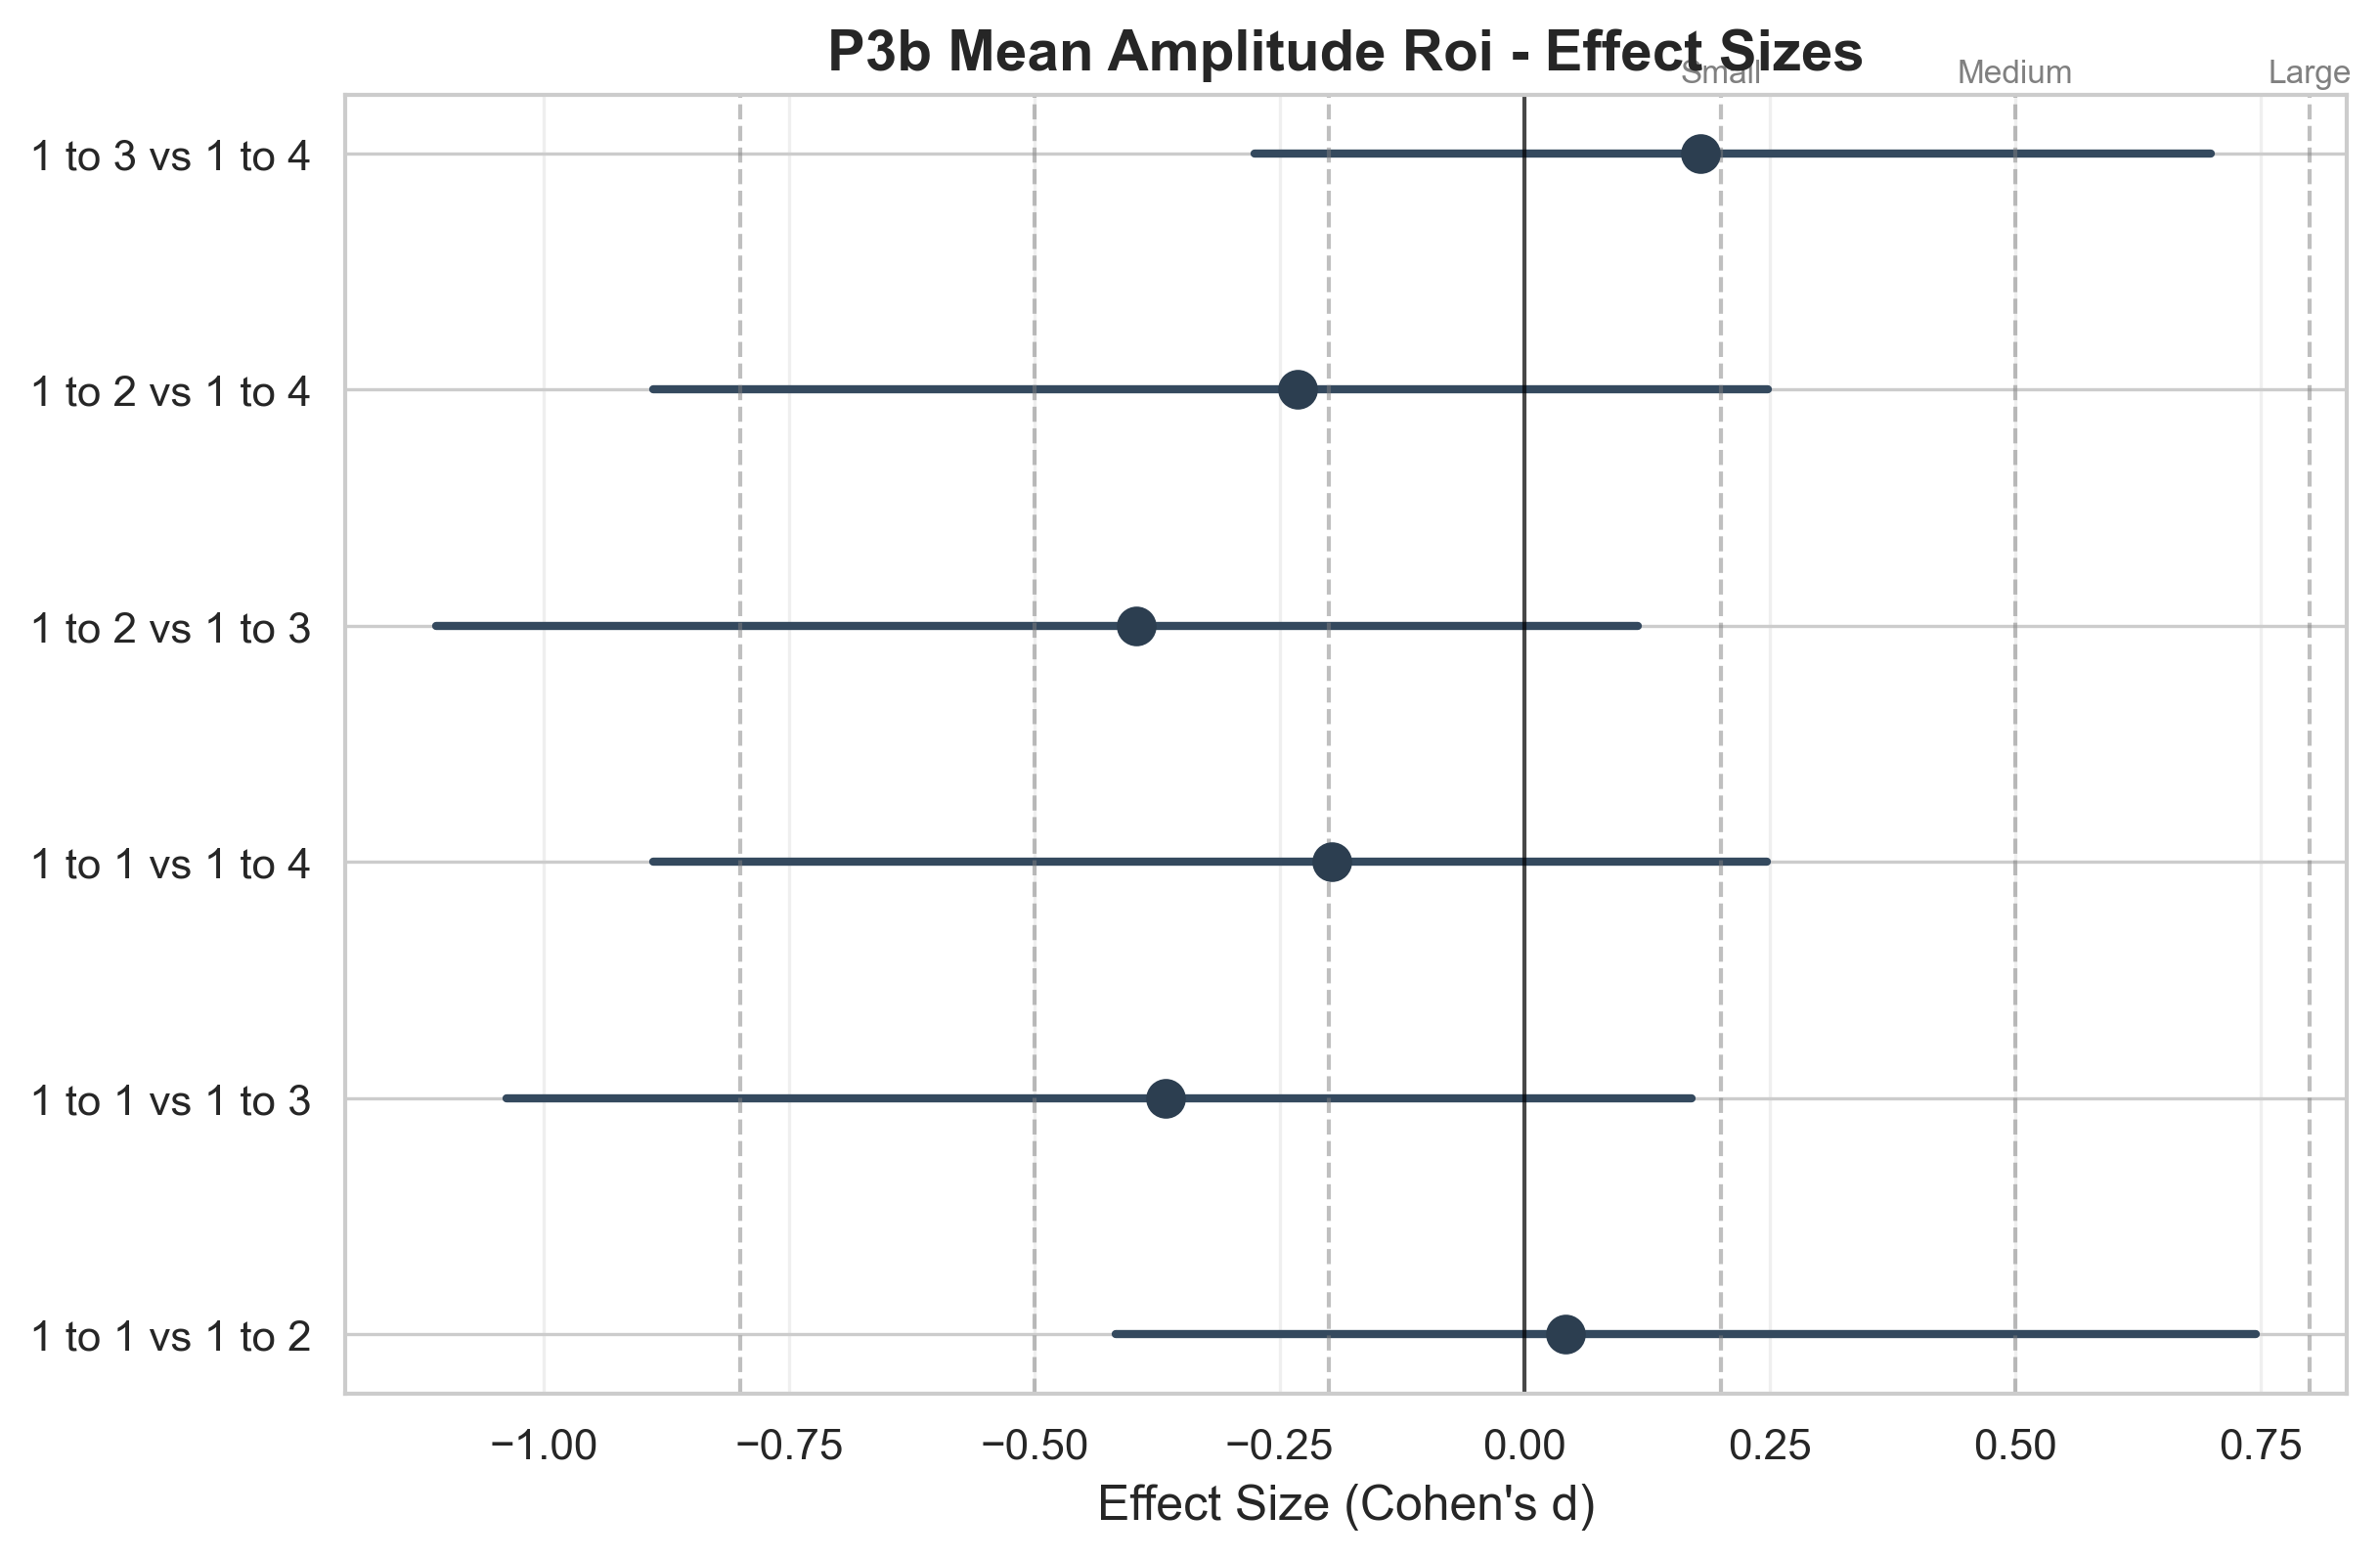 P3b Mean Amplitude Roi - Effect Sizes
Small Medium Large
1 to 3 vs 1 to 4
1 to 2 vs 1 to 4
1 to 2 vs 1 to 3
1 to 1 vs 1 to 4
1 to 1 vs 1 to 3
1 to 1 vs 1 to 2
−1.00 −0.75 −0.50 −0.25 0.00 0.25 0.50 0.75
Effect Size (Cohen's d)